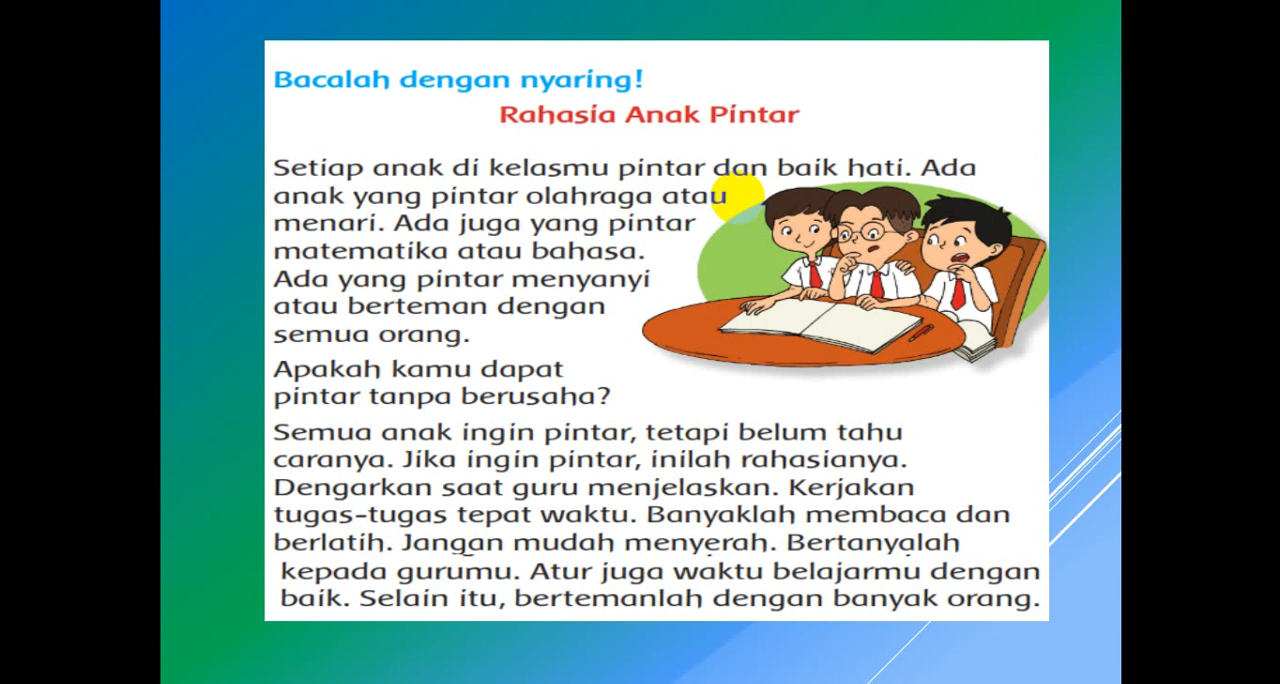 Bacalah dengan nyaring!
Rahasia Anak Pintar
Setiap anak di kelasmu pintar dan baik hati. Ada
anak yang pintar olahraga atau
menari. Ada juga yang pintar
matematika atau bahasa.
Ada yang pintar menyanyi
atau berteman dengan
semua orang.
Apakah kamu dapat
pintar tanpa berusaha?
Semua anak ingin pintar, tetapi belum tahu
caranya. Jika ingin pintar, inilah rahasianya.
Dengarkan saat guru menjelaskan. Kerjakan
tugas-tugas tepat waktu. Banyaklah membaca dan
berlatih. Jangan mudah menyerah. Bertanyalah
kepada gurumu. Atur juga waktu belajarmu dengan
baik. Selain itu, bertemanlah dengan banyak orang.